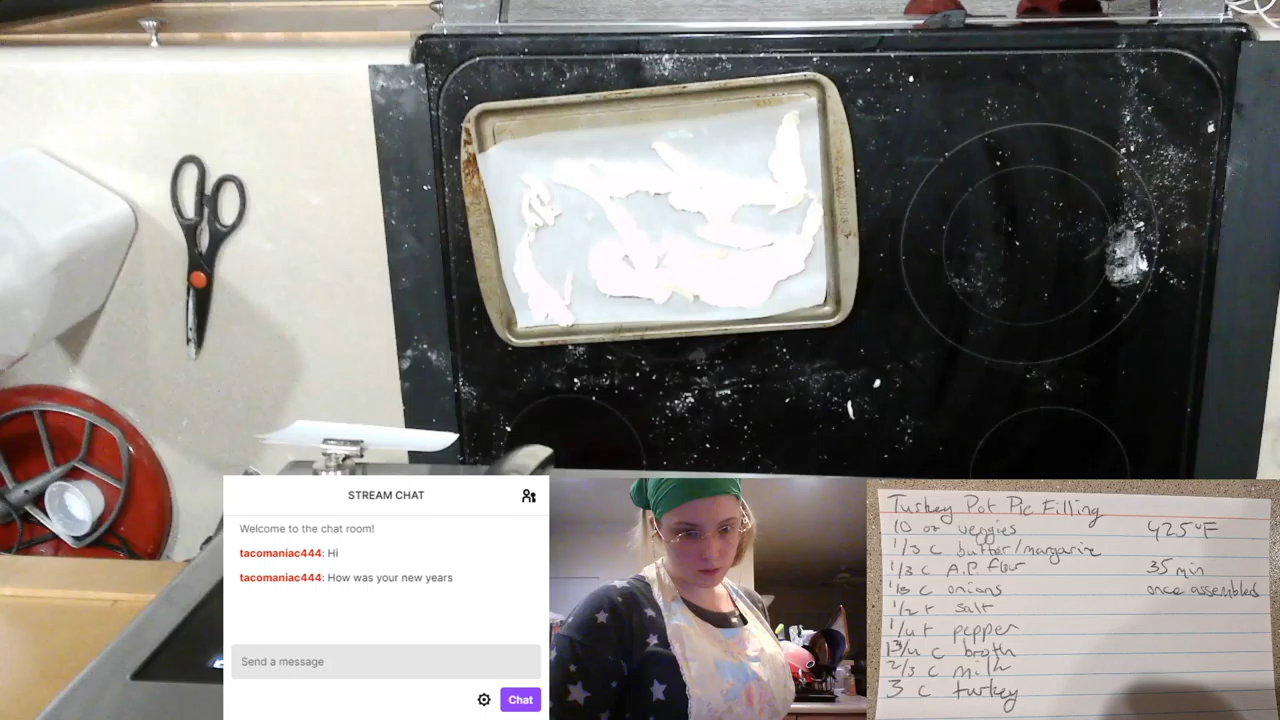 STREAM CHAT
Welcome to the chat room!
tacomaniac444: Hi
tacomaniac444: How was your new years
Send a message
Chat
Turkey Pot Pie Filling
10 oz veggies
425°F
1/3 c butter/margarine
1/3 c A.P. flour
35 min
1/3 c onions
once assembled
1/2 t salt
1/4 t pepper
1 3/4 c broth
2/3 c milk
3 c turkey